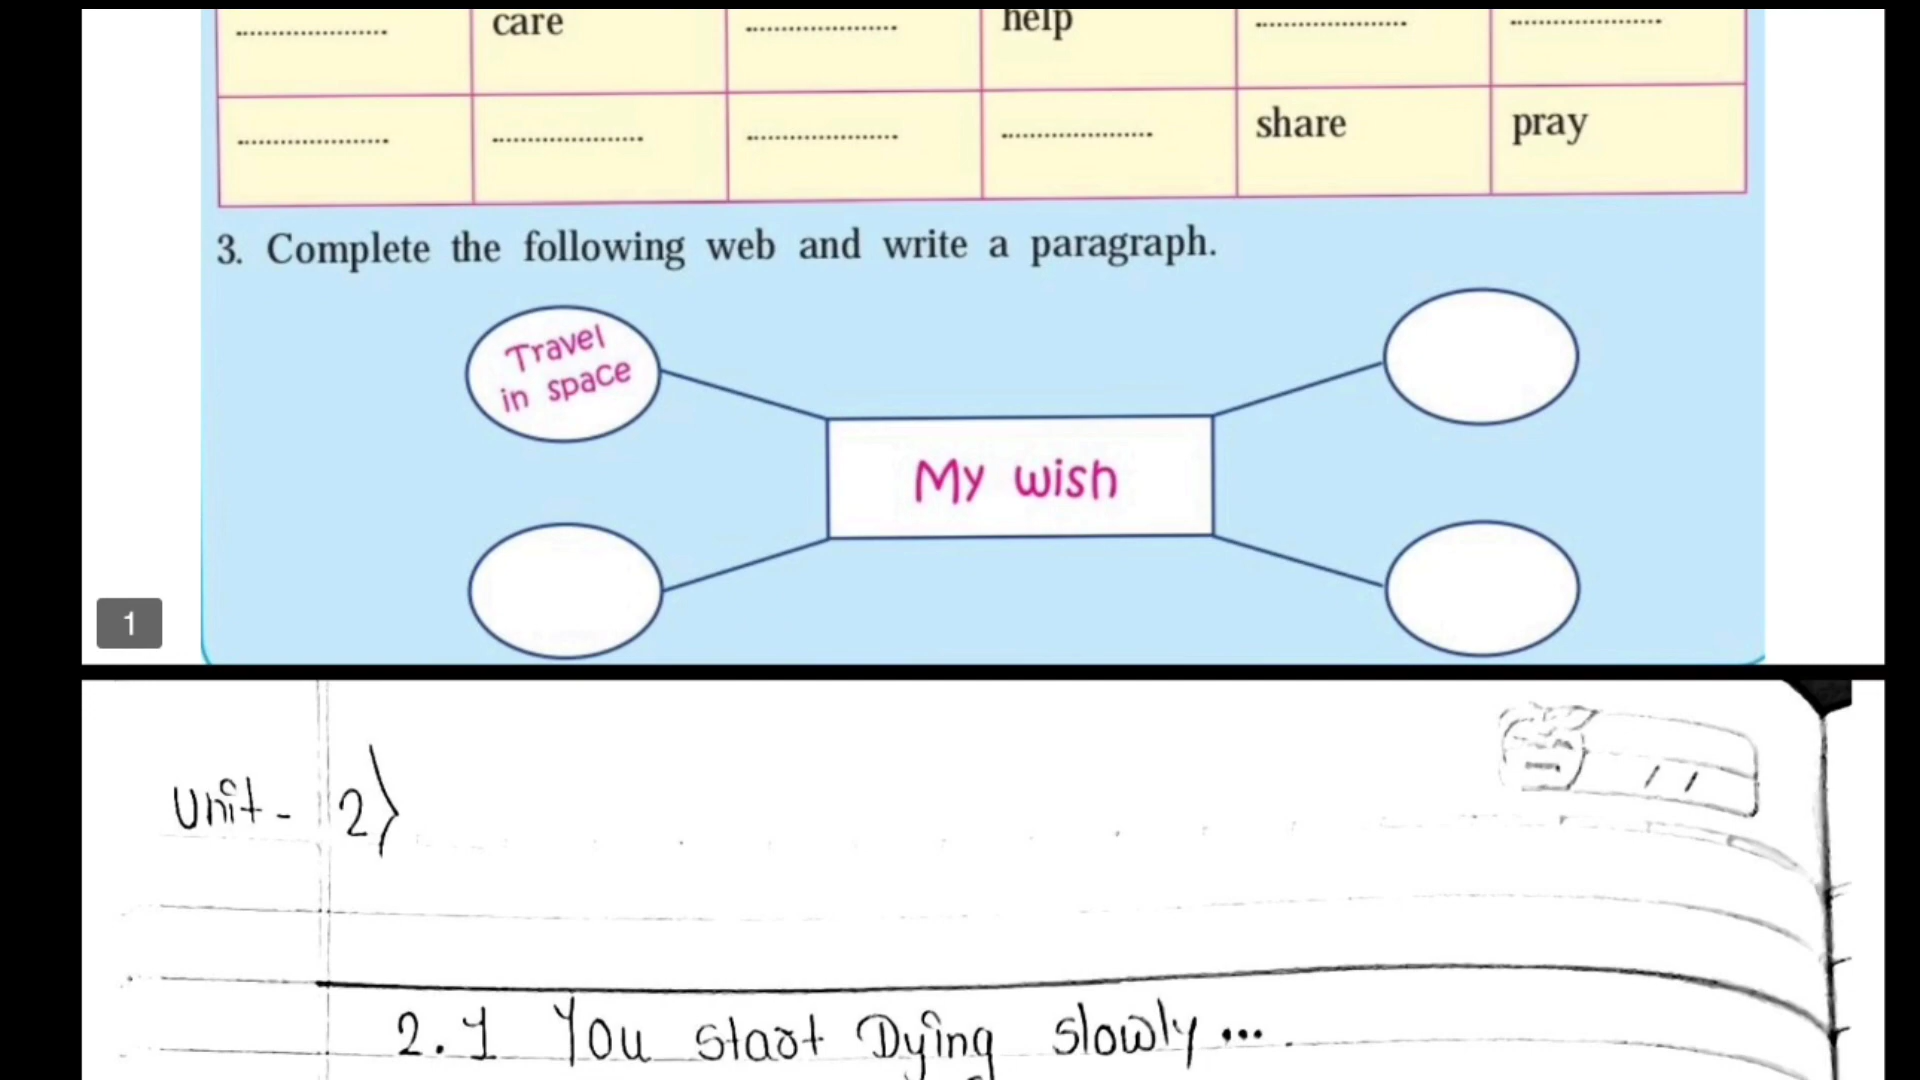 .................... care .................... help .................... ....................
.................... .................... .................... .................... share pray
3. Complete the following web and write a paragraph.
Travel
in space
My wish
1
Unit - 2)
/ /
2.1 You start Dying slowly ...